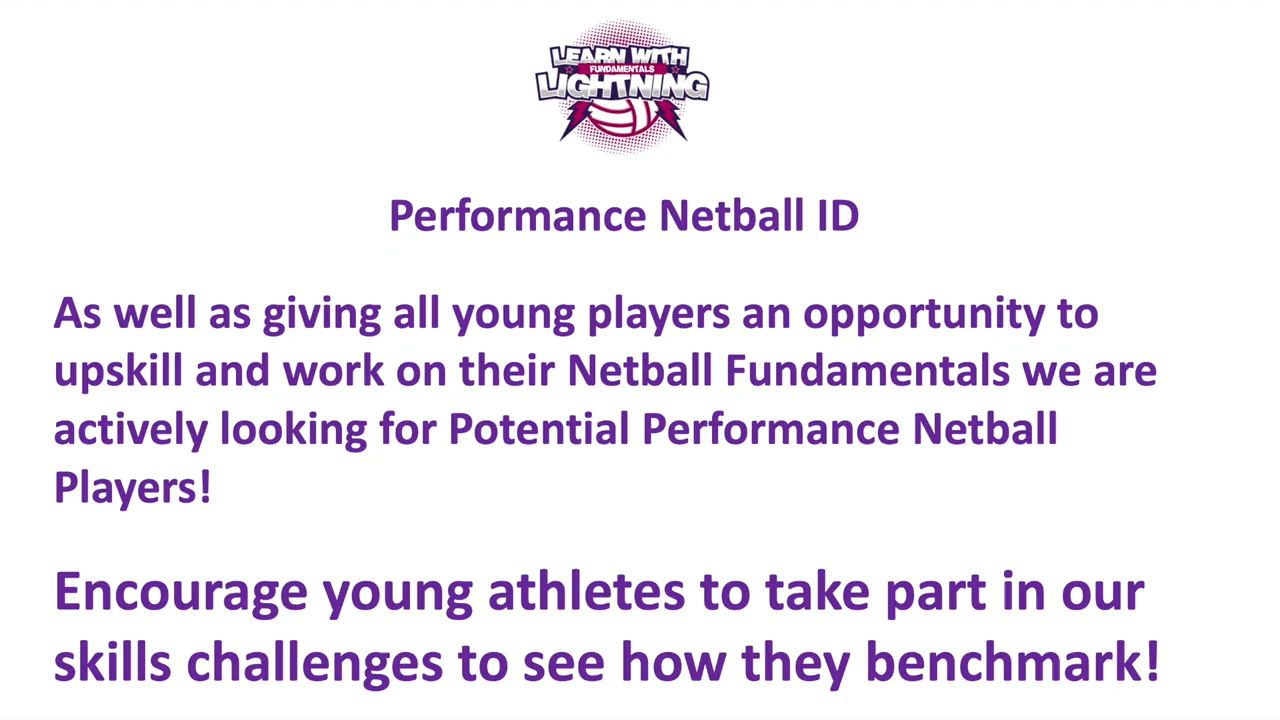 LEARN WITH
FUNDAMENTALS
LIGHTNING
Performance Netball ID
As well as giving all young players an opportunity to
upskill and work on their Netball Fundamentals we are
actively looking for Potential Performance Netball
Players!
Encourage young athletes to take part in our
skills challenges to see how they benchmark!